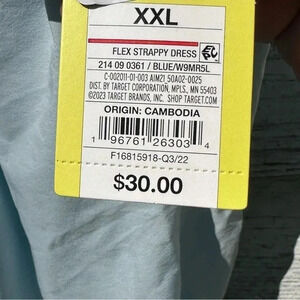 XXL
FLEX STRAPPY DRESS
214 09 0361 / BLUE/W9MR5L
C-002011-01-003 AIM21_50A02-0025
DIST. BY TARGET CORPORATION, MPLS., MN 55403
©2023 TARGET BRANDS, INC. SHOP TARGET.COM
ORIGIN: CAMBODIA
1 96761 26303 4
F16815918-Q3/22
$30.00